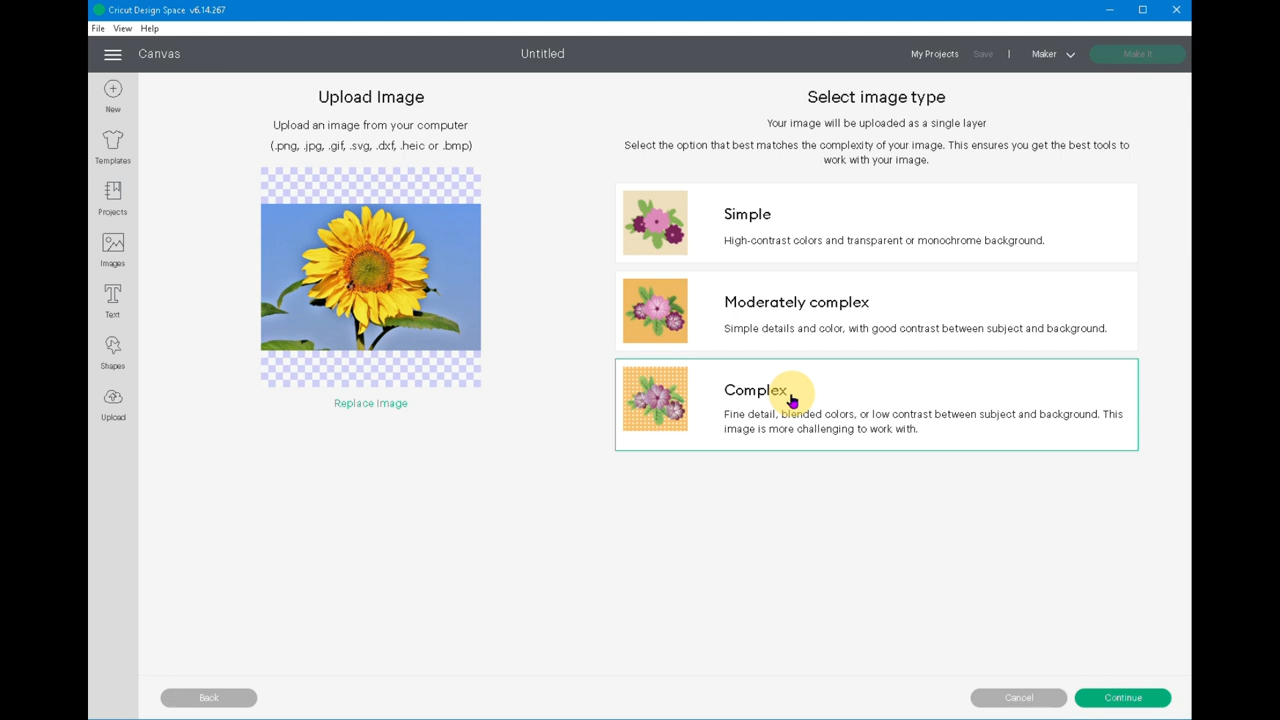 Cricut Design Space v6.14.267
File View Help
Canvas
Untitled
My Projects Save | Maker Make It
New
Templates
Projects
Images
Text
Shapes
Upload
Upload Image
Upload an image from your computer
(.png, .jpg, .gif, .svg, .dxf, .heic or .bmp)
Replace Image
Select image type
Your image will be uploaded as a single layer
Select the option that best matches the complexity of your image. This ensures you get the best tools to
work with your image.
Simple
High-contrast colors and transparent or monochrome background.
Moderately complex
Simple details and color, with good contrast between subject and background.
Complex
Fine detail, blended colors, or low contrast between subject and background. This
image is more challenging to work with.
Back
Cancel
Continue